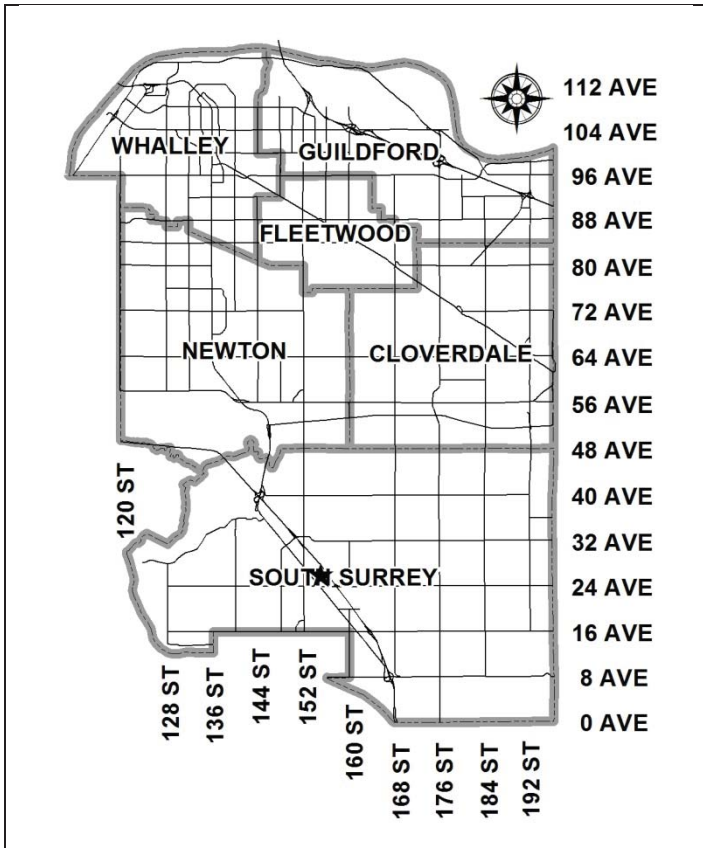 112 AVE
104 AVE
WHALLEY
GUILDFORD
96 AVE
88 AVE
FLEETWOOD
80 AVE
72 AVE
NEWTON
CLOVERDALE
64 AVE
56 AVE
48 AVE
120 ST
40 AVE
32 AVE
SOUTH SURREY
24 AVE
16 AVE
8 AVE
128 ST
136 ST
144 ST
152 ST
160 ST
0 AVE
168 ST
176 ST
184 ST
192 ST